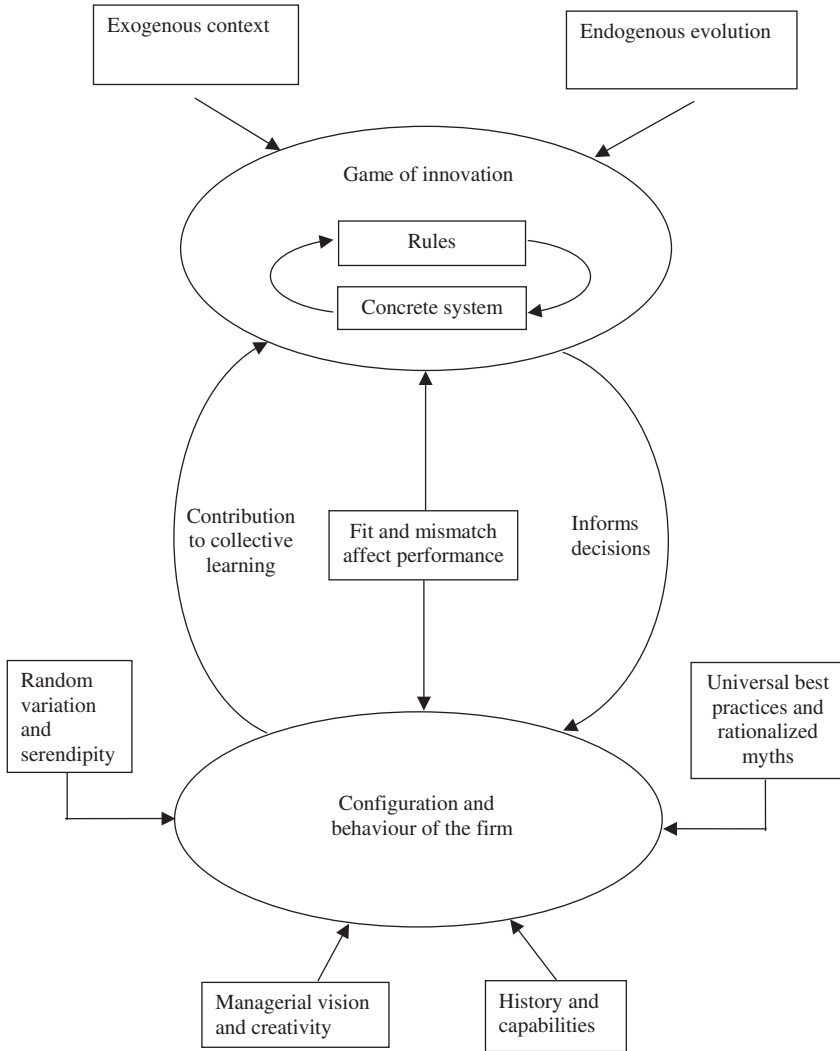 Exogenous context
Endogenous evolution
Game of innovation
Rules
Concrete system
Contribution
to collective
learning
Fit and mismatch
affect performance
Informs
decisions
Random
variation
and
serendipity
Universal best
practices and
rationalized
myths
Configuration and
behaviour of the firm
Managerial vision
and creativity
History and
capabilities